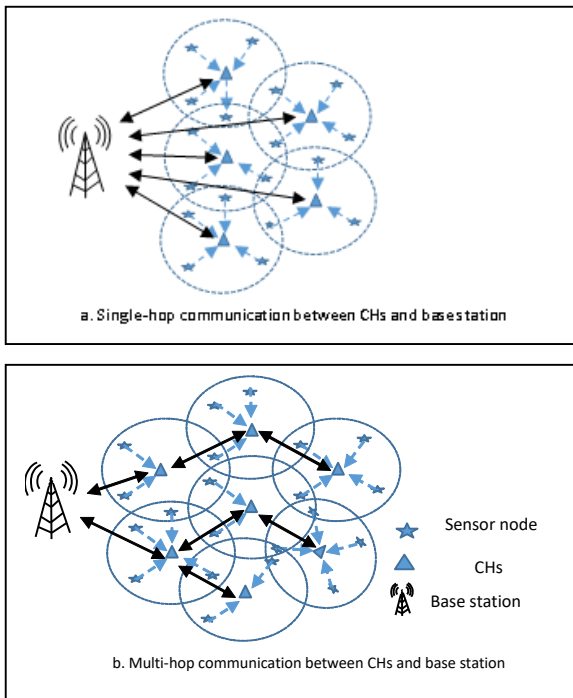 a. Single-hop communication between CHs and base station
Sensor node
CHs
Base station
b. Multi-hop communication between CHs and base station